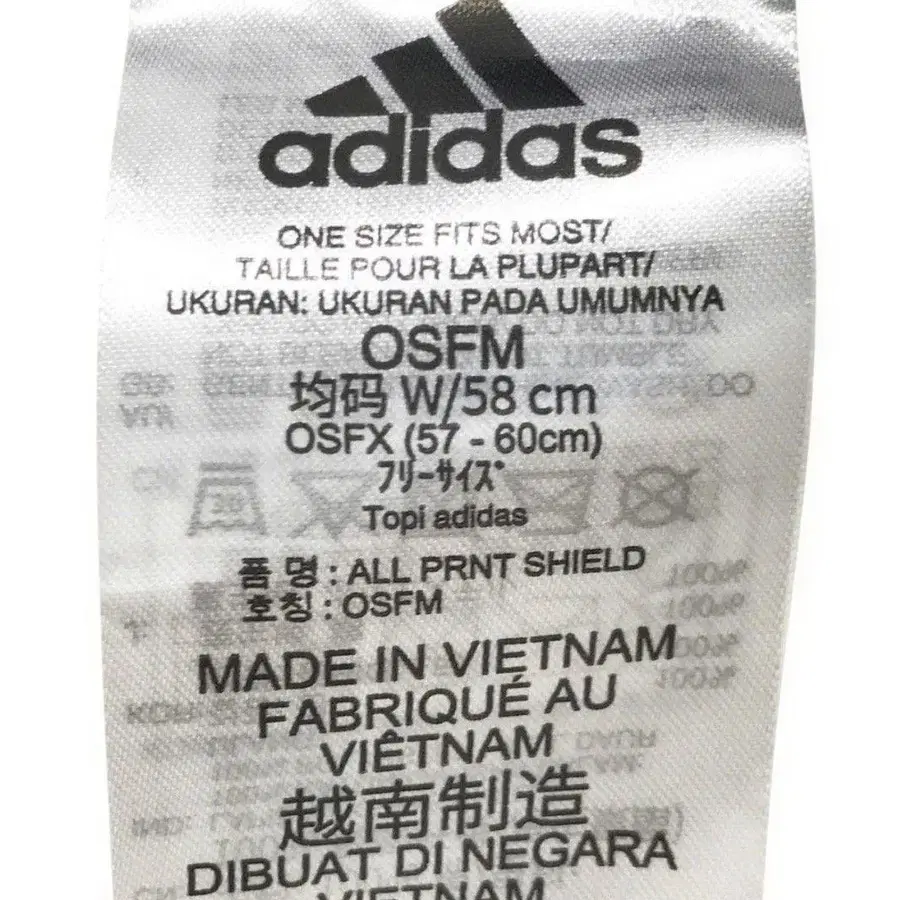 adidas
ONE SIZE FITS MOST/
TAILLE POUR LA PLUPART/
UKURAN: UKURAN PADA UMUMNYA
OSFM
均码 W/58 cm
OSFX (57 - 60cm)
フリーサイズ
Topi adidas
품 명 : ALL PRNT SHIELD
호칭 : OSFM
MADE IN VIETNAM
FABRIQUÉ AU
VIÊTNAM
越南制造
DIBUAT DI NEGARA
VIETNAM